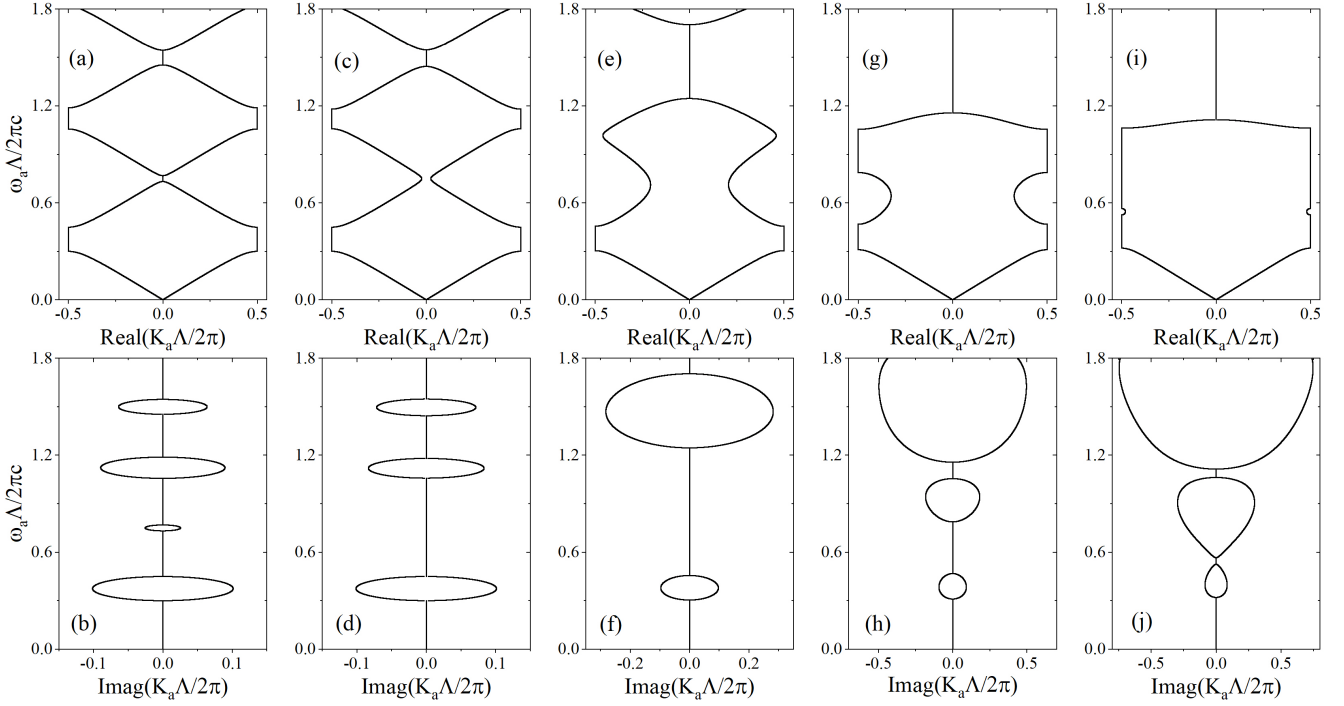 (a) (c) (e) (g) (i)
1.8 1.8 1.8 1.8 1.8
1.2 1.2 1.2 1.2 1.2
ωₐΛ/2πc
0.6 0.6 0.6 0.6 0.6
0.0 0.0 0.0 0.0 0.0
-0.5 0.0 0.5 -0.5 0.0 0.5 -0.5 0.0 0.5 -0.5 0.0 0.5 -0.5 0.0 0.5
Real(KₐΛ/2π) Real(KₐΛ/2π) Real(KₐΛ/2π) Real(KₐΛ/2π) Real(KₐΛ/2π)
1.8 1.8 1.8 1.8 1.8
1.2 1.2 1.2 1.2 1.2
ωₐΛ/2πc
0.6 0.6 0.6 0.6 0.6
(b) (d) (f) (h) (j)
0.0 0.0 0.0 0.0 0.0
-0.1 0.0 0.1 -0.1 0.0 0.1 -0.2 0.0 0.2 -0.5 0.0 0.5 -0.5 0.0 0.5
Imag(KₐΛ/2π) Imag(KₐΛ/2π) Imag(KₐΛ/2π) Imag(KₐΛ/2π) Imag(KₐΛ/2π)